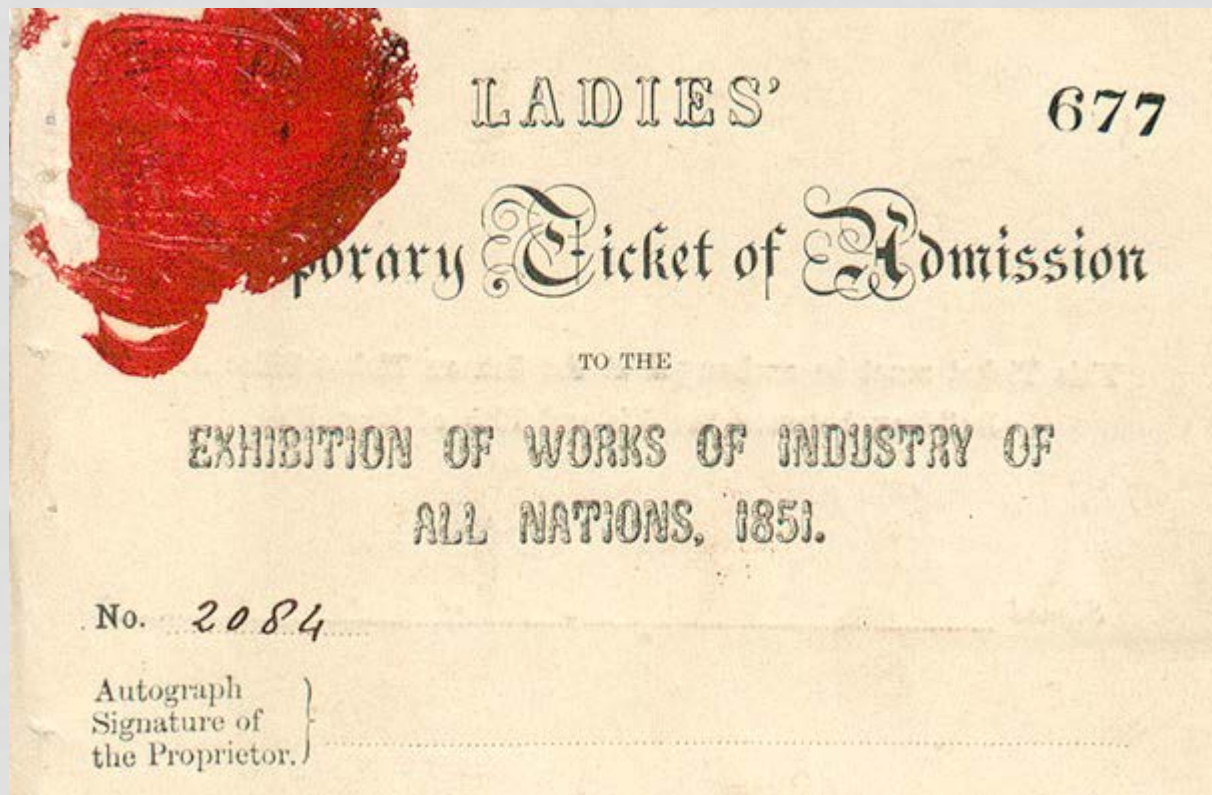 LADIES'
677
porary Ticket of Admission
TO THE
EXHIBITION OF WORKS OF INDUSTRY OF
ALL NATIONS, 1851.
No. 2084
Autograph
Signature of
the Proprietor.